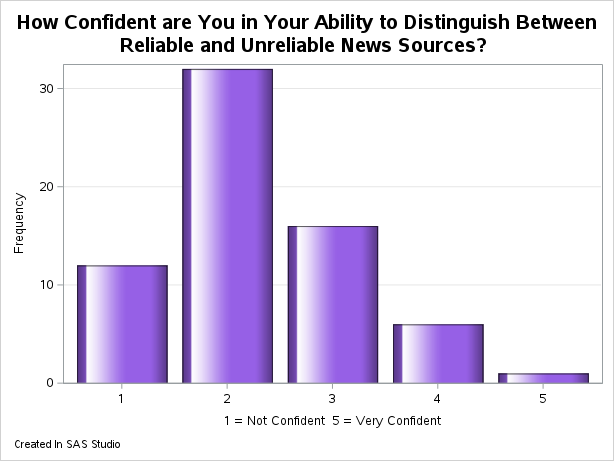 How Confident are You in Your Ability to Distinguish Between
Reliable and Unreliable News Sources?
30
20
10
0
Frequency
1 2 3 4 5
1 = Not Confident  5 = Very Confident
Created In SAS Studio